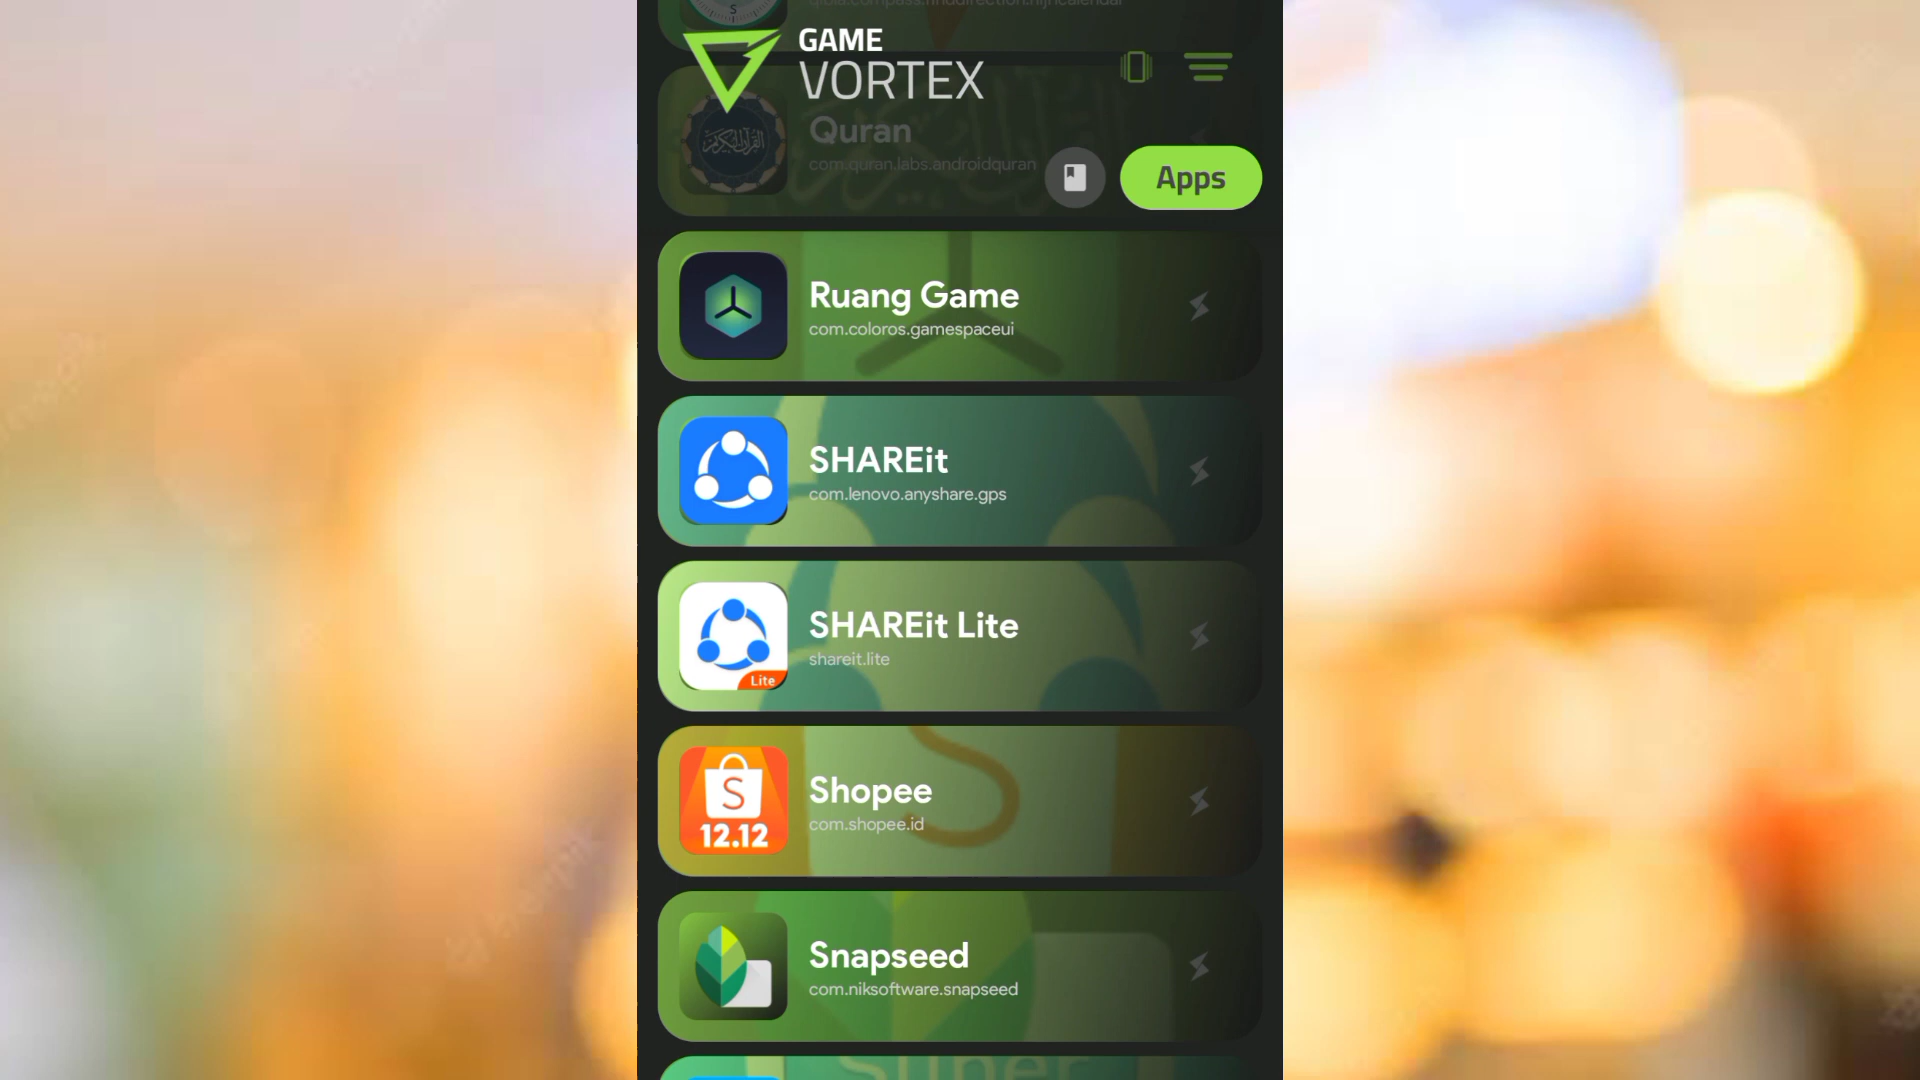 GAME
VORTEX
Quran
com.quran.labs.androidquran
Apps
Ruang Game
com.coloros.gamespaceui
SHAREit
com.lenovo.anyshare.gps
SHAREit Lite
shareit.lite
Lite
Shopee
com.shopee.id
S
12.12
Snapseed
com.niksoftware.snapseed